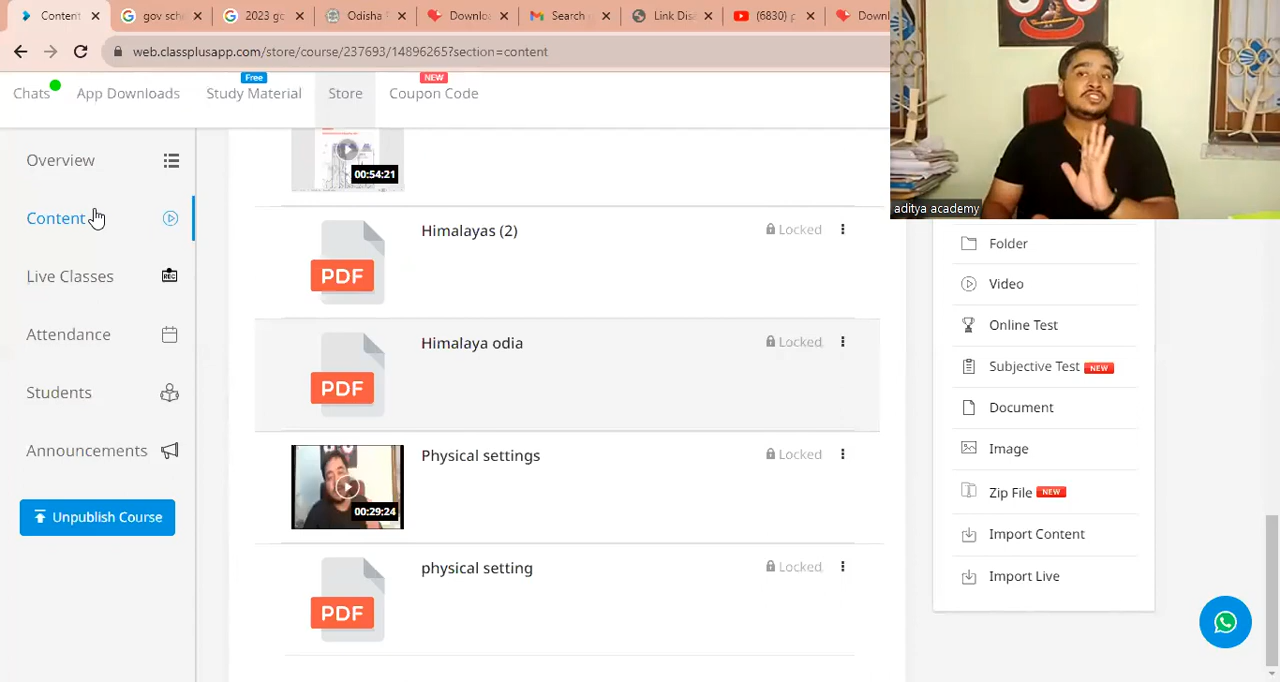 Content
gov sch
2023 go
Odisha
Downlo
Search
Link Dis
(6830)
Downl
web.classplusapp.com/store/course/237693/14896265?section=content
Free
NEW
Chats
App Downloads
Study Material
Store
Coupon Code
aditya academy
Overview
Content
Live Classes
Attendance
Students
Announcements
Unpublish Course
00:54:21
Himalayas (2)
Locked
PDF
Himalaya odia
Locked
PDF
Physical settings
Locked
00:29:24
physical setting
Locked
PDF
Folder
Video
Online Test
Subjective Test NEW
Document
Image
Zip File NEW
Import Content
Import Live